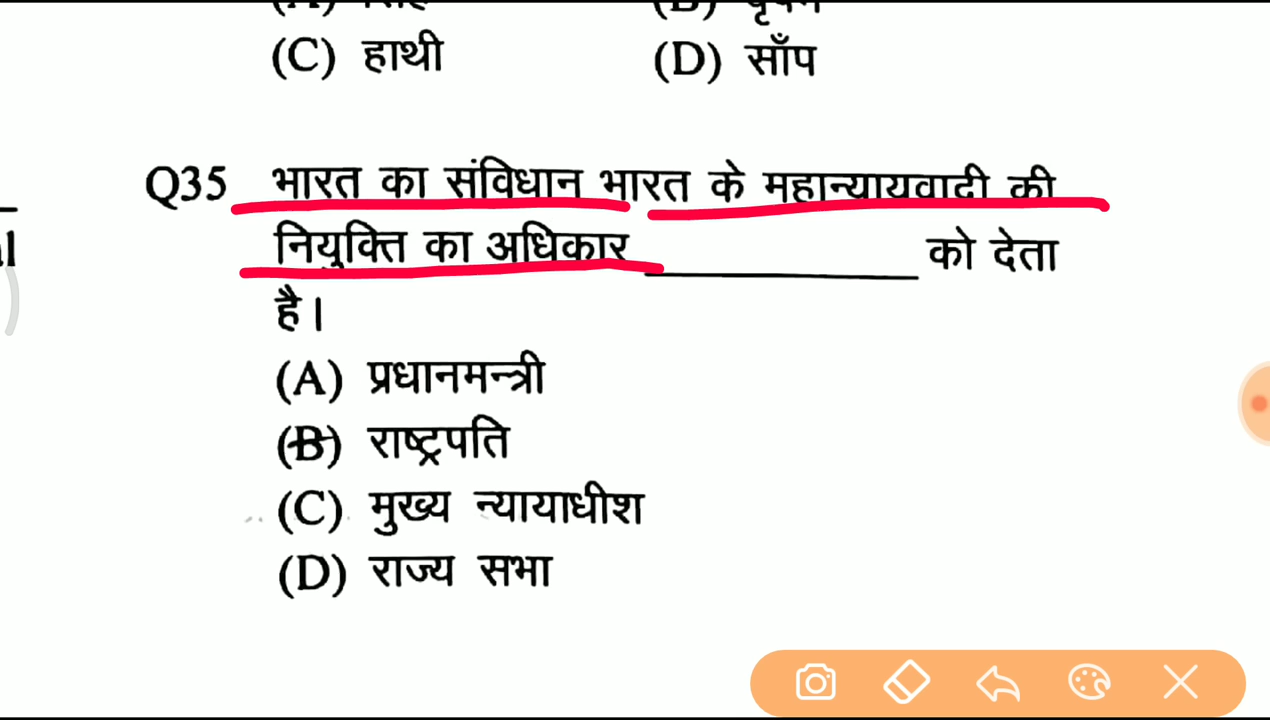 (C) हाथी (D) साँप
Q35 भारत का संविधान भारत के महान्यायवादी की
नियुक्ति का अधिकार ____________ को देता
है।
(A) प्रधानमन्त्री
(B) राष्ट्रपति
(C) मुख्य न्यायाधीश
(D) राज्य सभा